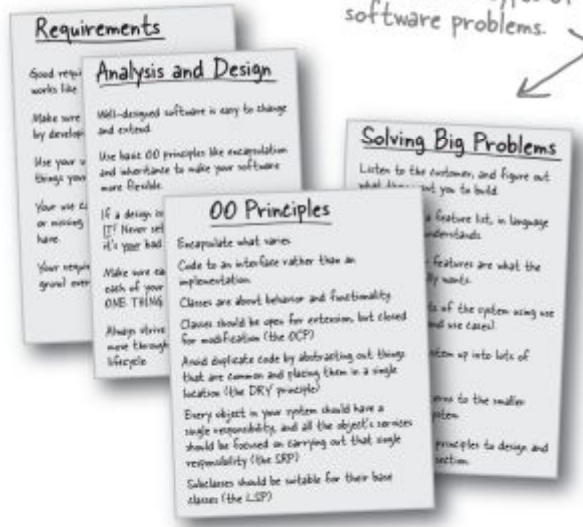 software problems.
Requirements
Good requi
works like
Make sure
by develop
Use your u
things you
Your use c
or missing
have.
Your requir
grow) over
Analysis and Design
Well-designed software is easy to change
and extend.
Use basic OO principles like encapsulation
and inheritance to make your software
more flexible.
If a design is
IT! Never set
it's your bad
Make sure ea
each of your
ONE THING
Always strive
move through
lifecycle
OO Principles
Encapsulate what varies.
Code to an interface rather than an
implementation.
Classes are about behavior and functionality.
Classes should be open for extension, but closed
for modification (the OCP)
Avoid duplicate code by abstracting out things
that are common and placing them in a single
location (the DRY principle)
Every object in your system should have a
single responsibility, and all the object's services
should be focused on carrying out that single
responsibility (the SRP)
Subclasses should be suitable for their base
classes (the LSP)
Solving Big Problems
Listen to the customer, and figure out
what they want you to build.
a feature list, in language
understands.
features are what the
wants.
of the system using use
and use cases).
up into lots of
to the smaller
principles to design and
section.